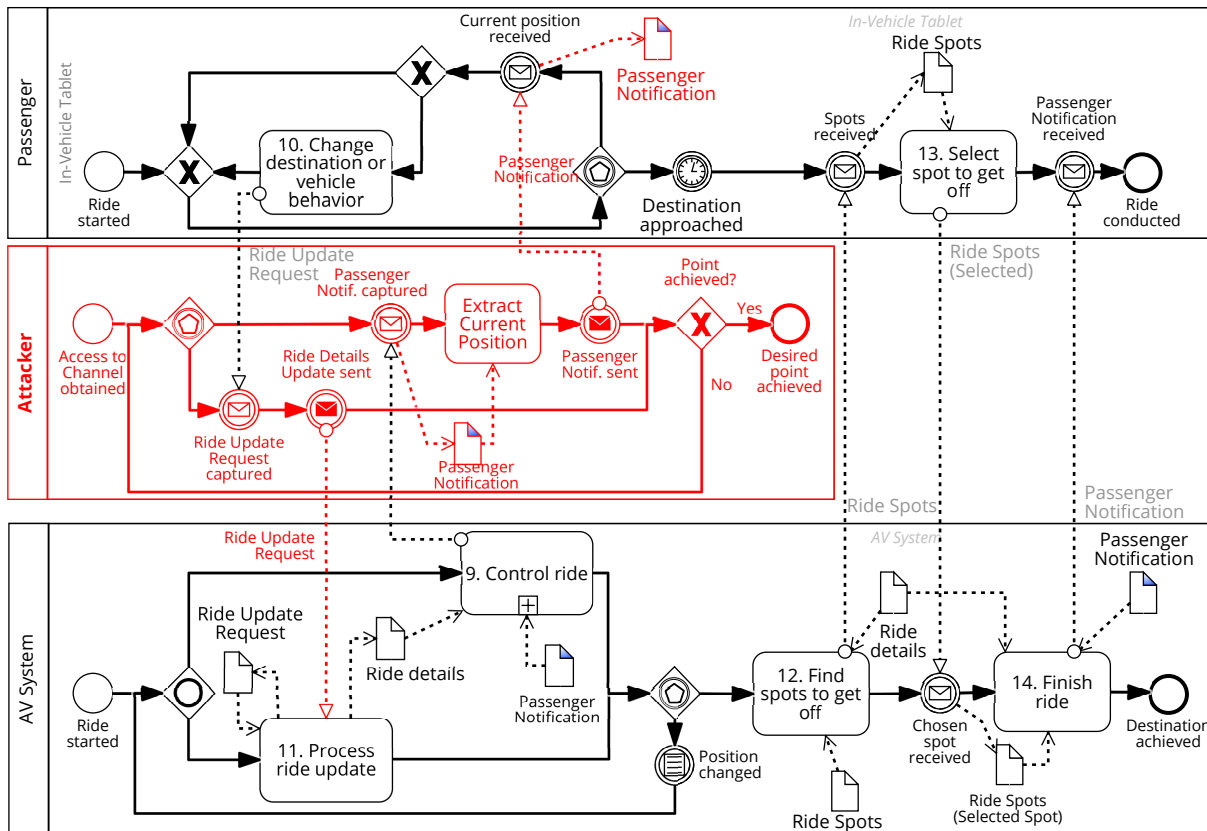 Passenger
In-Vehicle Tablet
Current position
received
Passenger
Notification
In-Vehicle Tablet
Ride Spots
Spots
received
Passenger
Notification
received
10. Change
destination or
vehicle
behavior
Passenger
Notification
13. Select
spot to get
off
Ride
started
Destination
approached
Ride
conducted
Attacker
Ride Update
Request
Ride Spots
(Selected)
Passenger
Notif. captured
Point
achieved?
Extract
Current
Position
Yes
Access to
Channel
obtained
Ride Details
Update sent
Passenger
Notif. sent
Desired
point
achieved
No
Ride Update
Request
captured
Passenger
Notification
Ride Spots
Passenger
Notification
AV System
Ride Update
Request
AV System
Passenger
Notification
9. Control ride
Ride Update
Request
Ride details
Ride
details
Passenger
Notification
12. Find
spots to get
off
14. Finish
ride
Ride
started
11. Process
ride update
Position
changed
Chosen
spot
received
Destination
achieved
Ride Spots
Ride Spots
(Selected Spot)